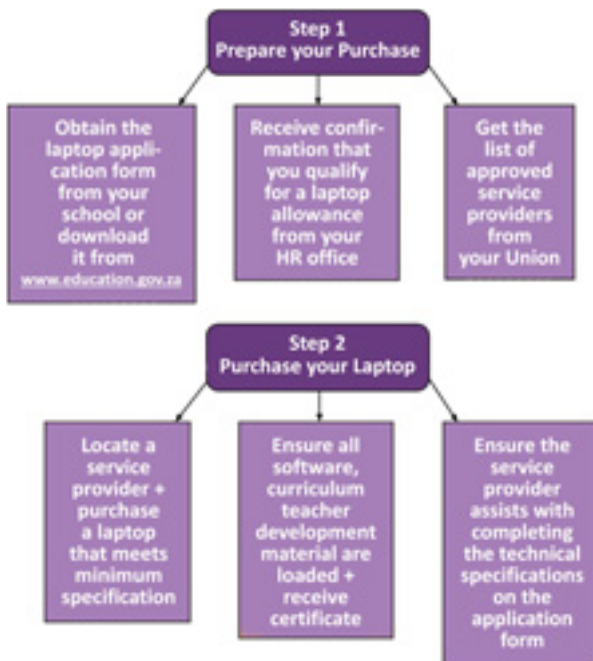 Step 1
Prepare your Purchase
Obtain the
laptop appli-
cation form
from your
school or
download
it from
www.education.gov.za
Receive confir-
mation that
you qualify
for a laptop
allowance
from your
HR office
Get the
list of
approved
service
providers
from
your Union
Step 2
Purchase your Laptop
Locate a
service
provider +
purchase
a laptop
that meets
minimum
specification
Ensure all
software,
curriculum
teacher
development
material are
loaded +
receive
certificate
Ensure the
service
provider
assists with
completing
the technical
specifications
on the
application
form